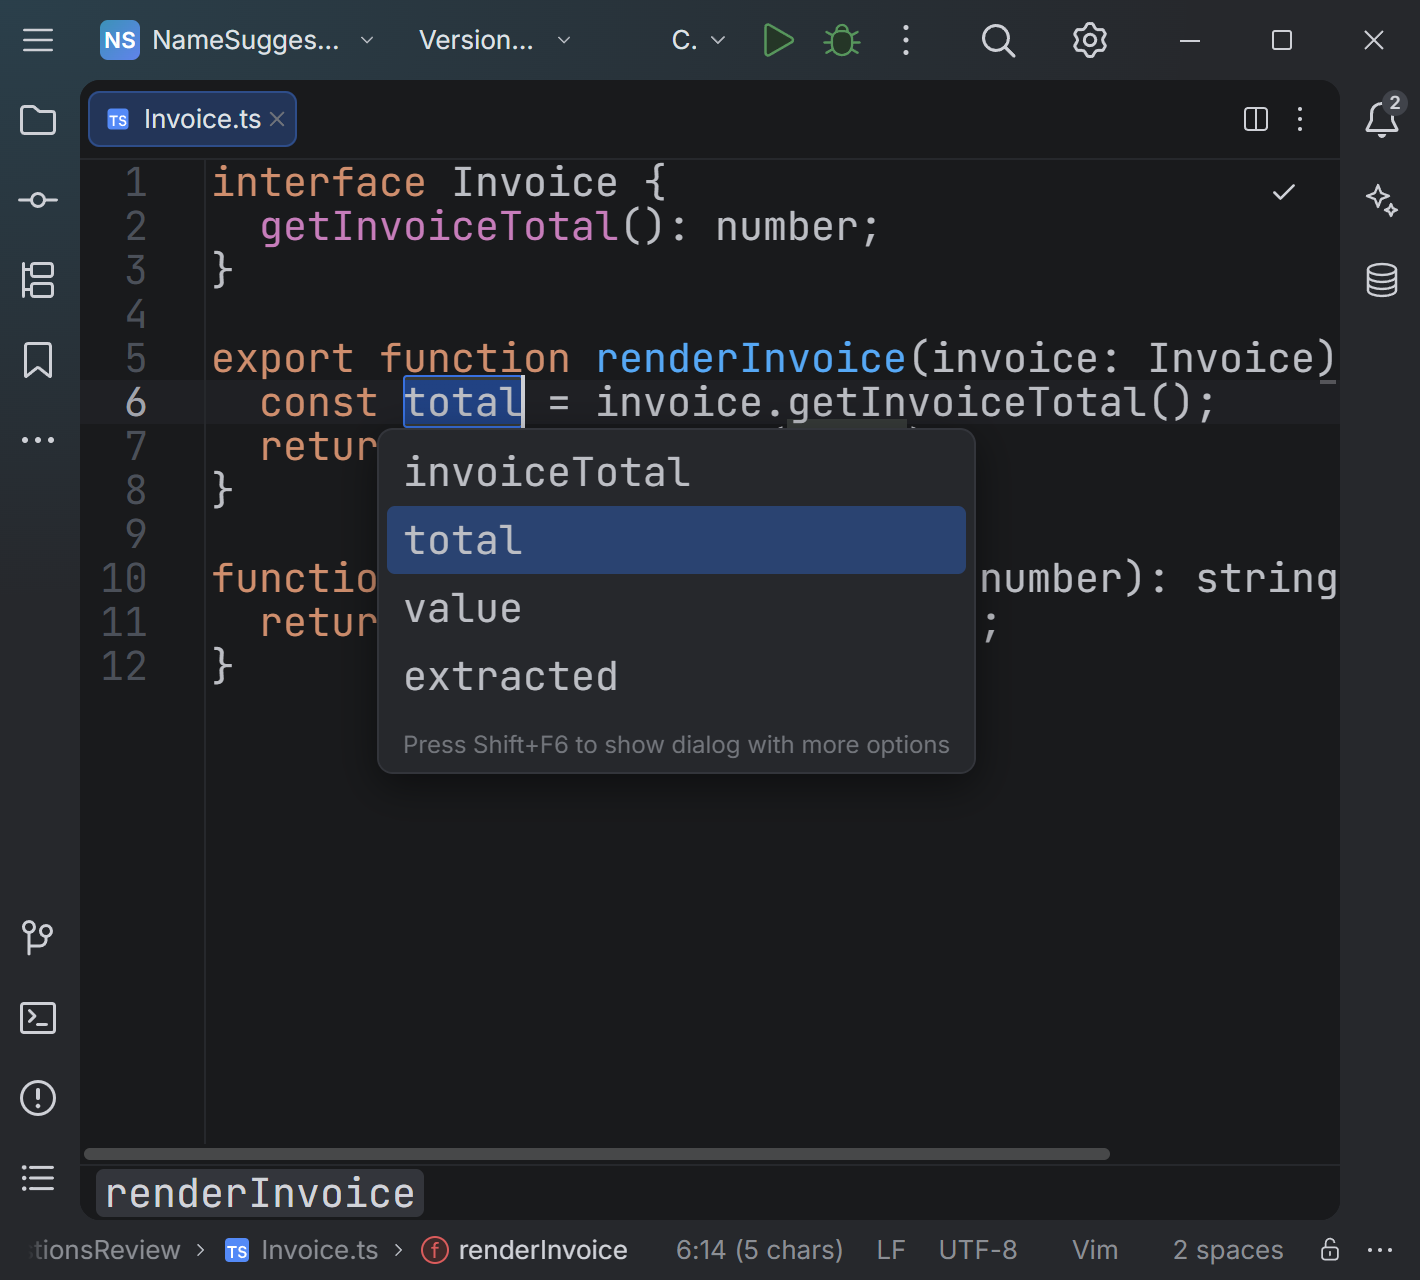 NS NameSugges... Version... C.
TS Invoice.ts
2
1 interface Invoice {
2 getInvoiceTotal(): number;
3 }
4
5 export function renderInvoice(invoice: Invoice)
6 const total = invoice.getInvoiceTotal();
7 retur
8 }
9
10 functio number): string
11 retur ;
12 }
invoiceTotal
total
value
extracted
Press Shift+F6 to show dialog with more options
renderInvoice
tionsReview > TS Invoice.ts > f renderInvoice 6:14 (5 chars) LF UTF-8 Vim 2 spaces